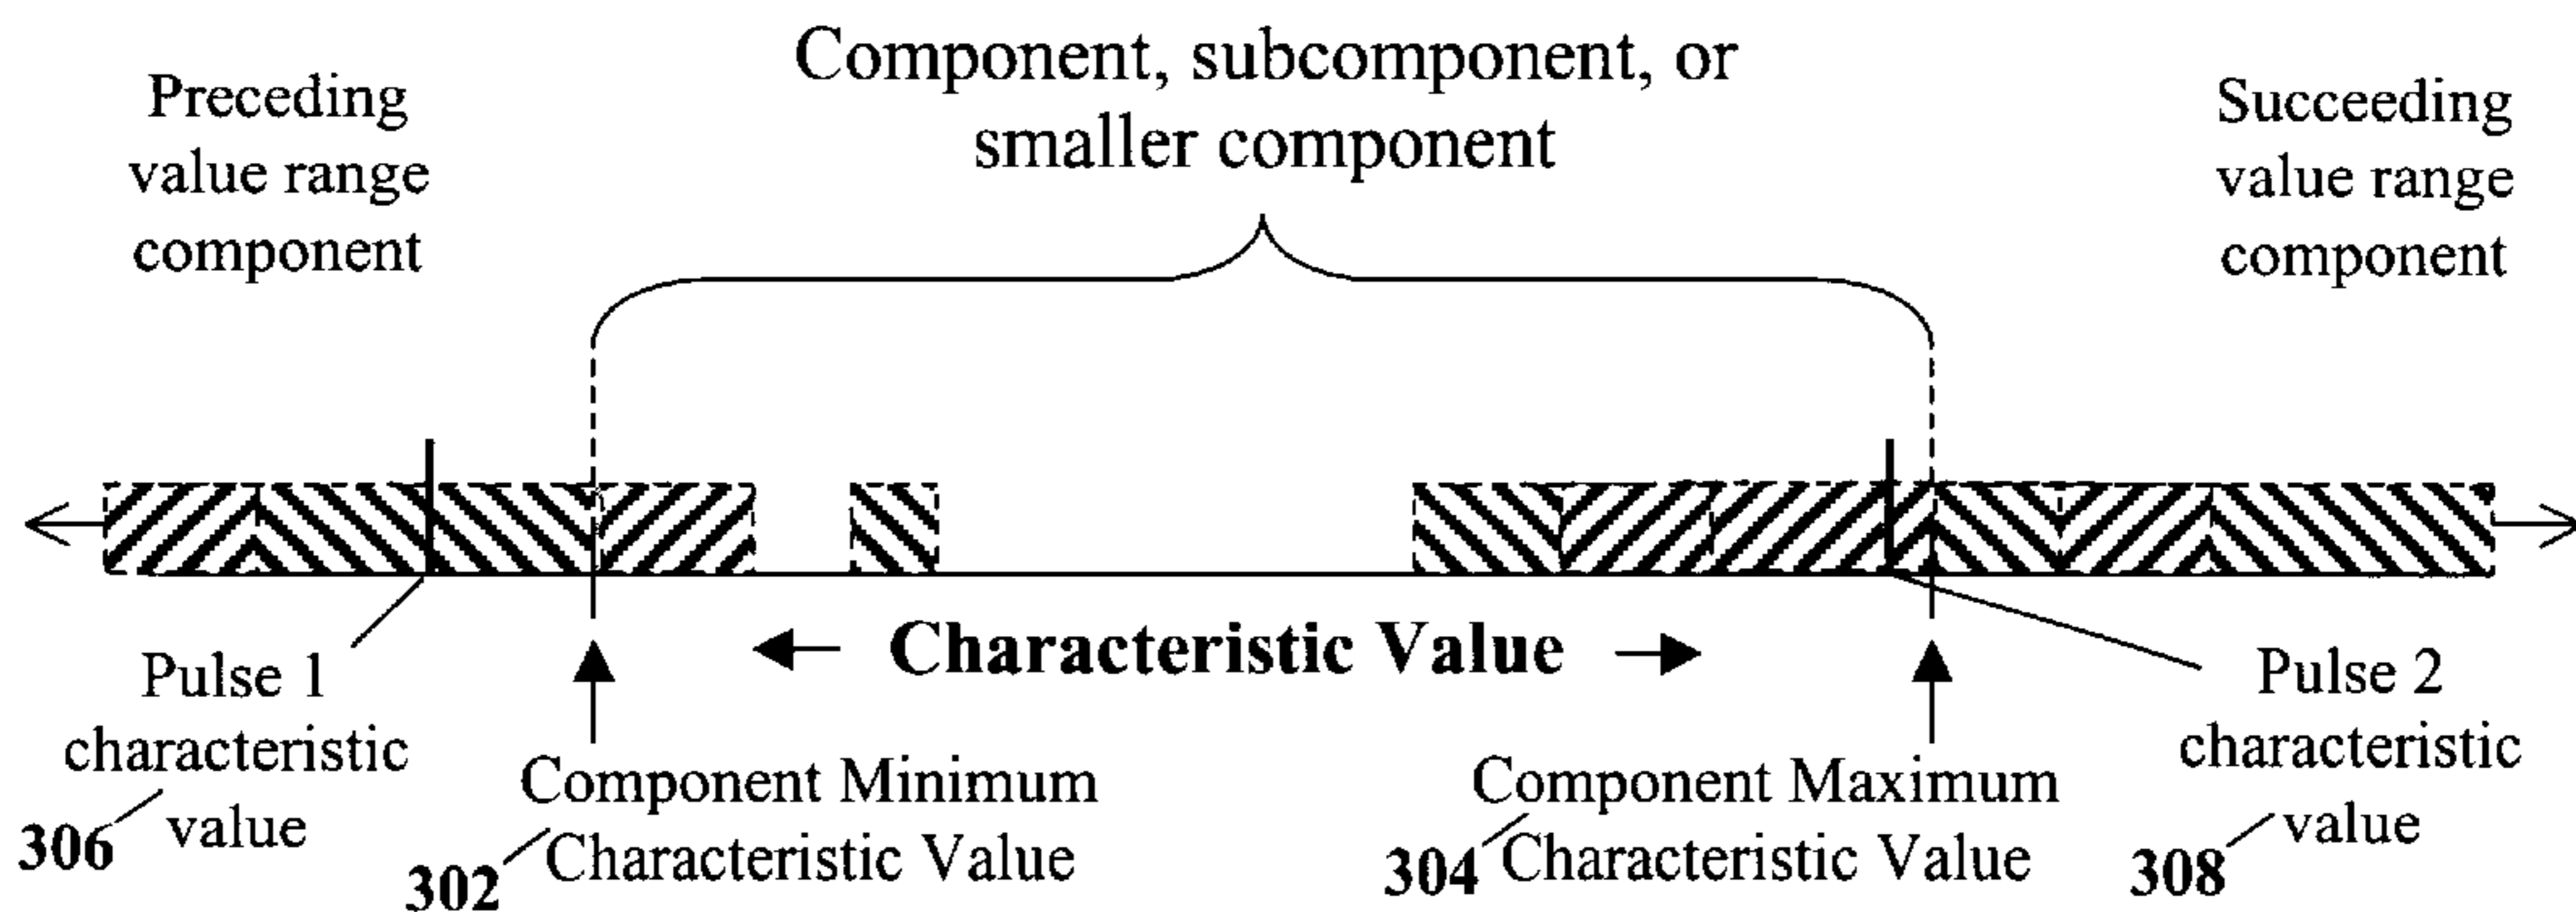 Component, subcomponent, or
smaller component
Preceding
value range
component
Succeeding
value range
component
Characteristic Value
Pulse 1
characteristic
value
306
Component Minimum
Characteristic Value
302
Component Maximum
Characteristic Value
304
Pulse 2
characteristic
value
308